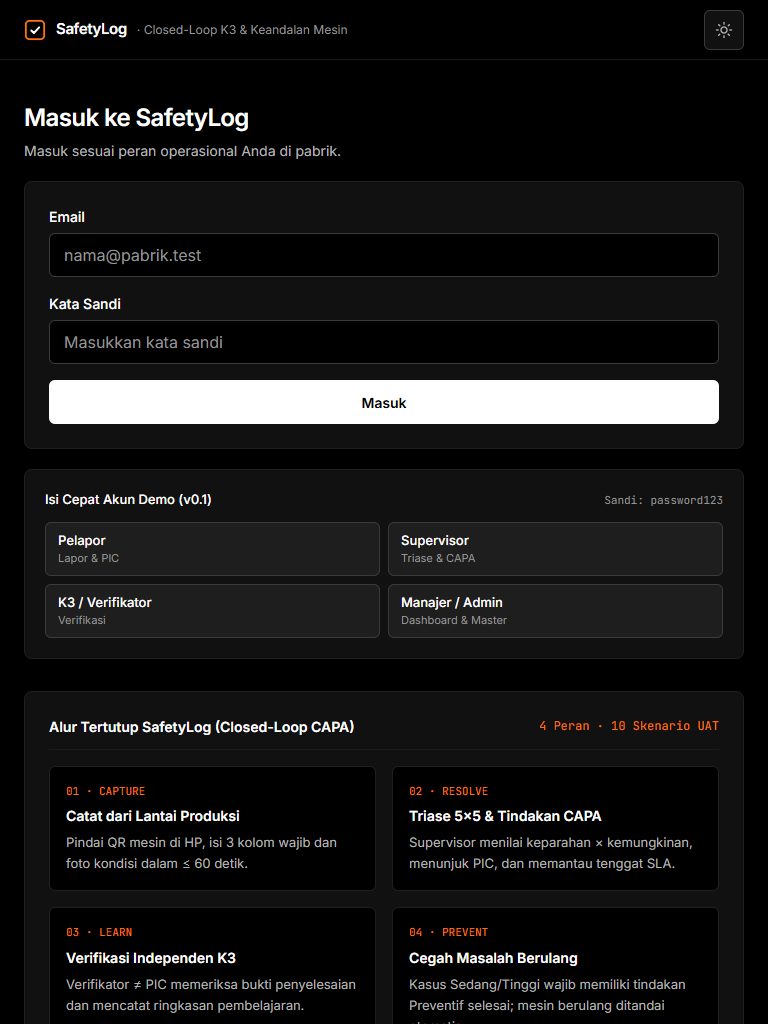 SafetyLog · Closed-Loop K3 & Keandalan Mesin
Masuk ke SafetyLog
Masuk sesuai peran operasional Anda di pabrik.
Email
nama@pabrik.test
Kata Sandi
Masukkan kata sandi
Masuk
Isi Cepat Akun Demo (v0.1)
Sandi: password123
Pelapor
Lapor & PIC
Supervisor
Triase & CAPA
K3 / Verifikator
Verifikasi
Manajer / Admin
Dashboard & Master
Alur Tertutup SafetyLog (Closed-Loop CAPA)
4 Peran · 10 Skenario UAT
01 · CAPTURE
Catat dari Lantai Produksi
Pindai QR mesin di HP, isi 3 kolom wajib dan
foto kondisi dalam ≤ 60 detik.
02 · RESOLVE
Triase 5×5 & Tindakan CAPA
Supervisor menilai keparahan × kemungkinan,
menunjuk PIC, dan memantau tenggat SLA.
03 · LEARN
Verifikasi Independen K3
Verifikator ≠ PIC memeriksa bukti penyelesaian
dan mencatat ringkasan pembelajaran.
04 · PREVENT
Cegah Masalah Berulang
Kasus Sedang/Tinggi wajib memiliki tindakan
Preventif selesai; mesin berulang ditandai